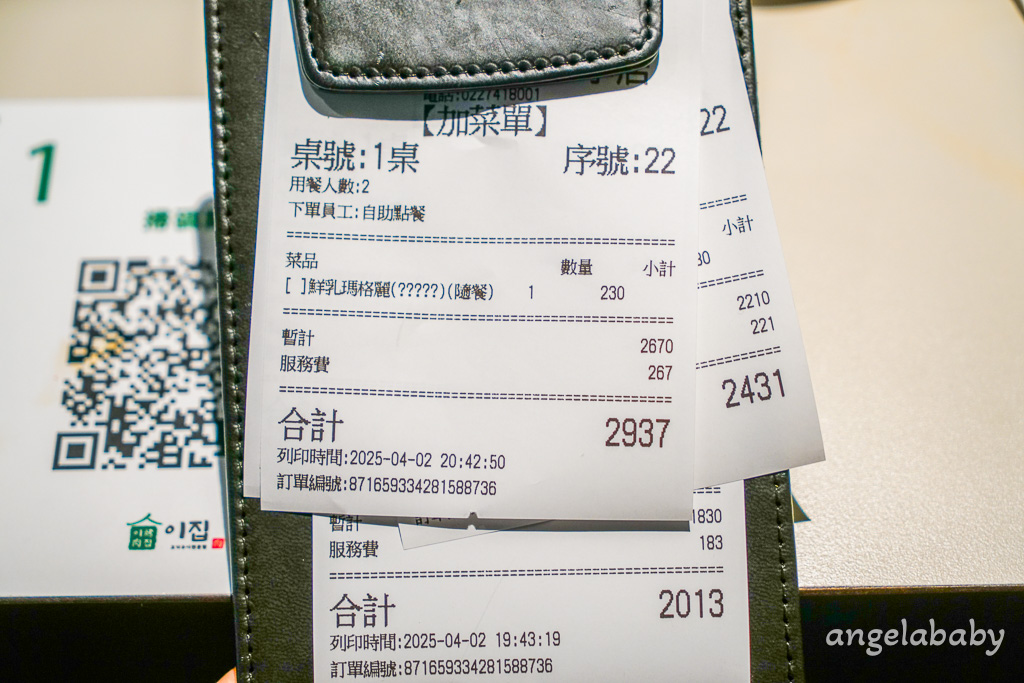 1
電話:0227418001
【加菜單】
桌號:1桌 序號:22
用餐人數:2
下單員工:自助點餐
菜品 數量 小計
[ ]鮮乳瑪格麗(?????)(隨餐) 1 230
暫計 2670
服務費 267
合計 2937
列印時間:2025-04-02 20:42:50
訂單編號:871659334281588736
22
小計
30
2210
221
2431
暫計 1830
服務費 183
合計 2013
列印時間:2025-04-02 19:43:19
訂單編號:871659334281588736
이집
angelababy